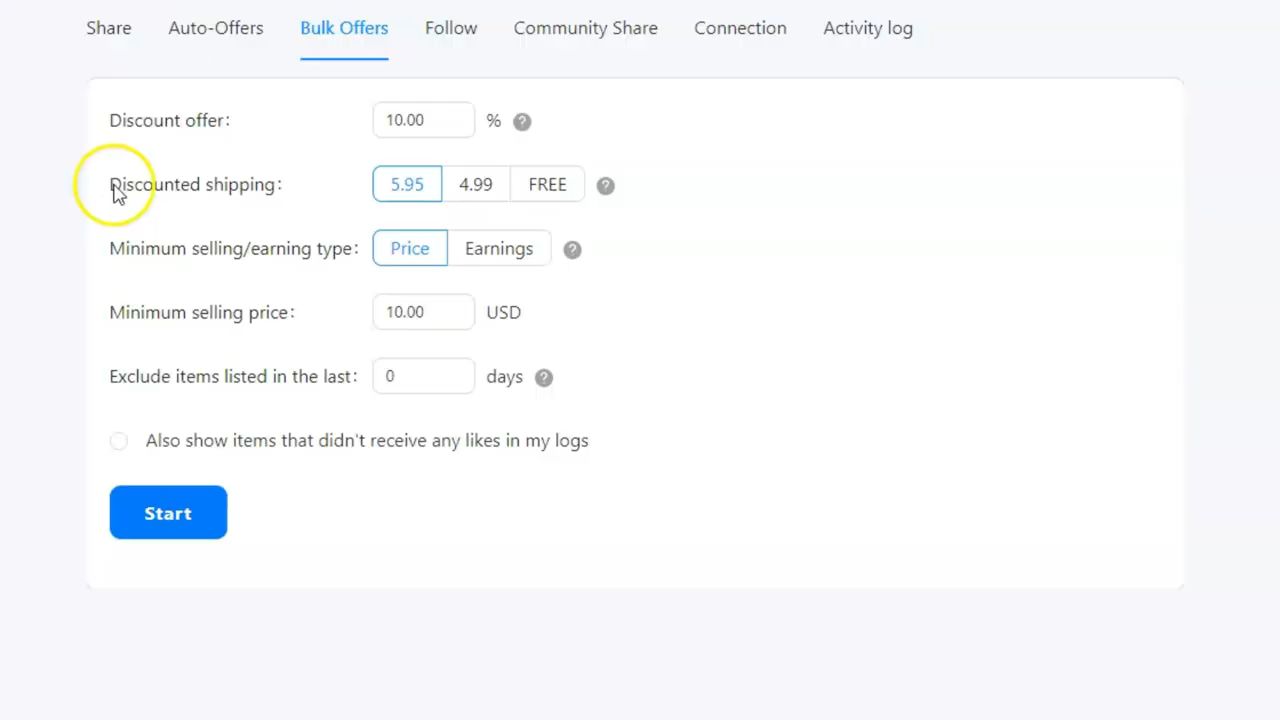 Share Auto-Offers Bulk Offers Follow Community Share Connection Activity log
Discount offer: 10.00 % ?
Discounted shipping: 5.95 4.99 FREE ?
Minimum selling/earning type: Price Earnings ?
Minimum selling price: 10.00 USD
Exclude items listed in the last: 0 days ?
Also show items that didn't receive any likes in my logs
Start